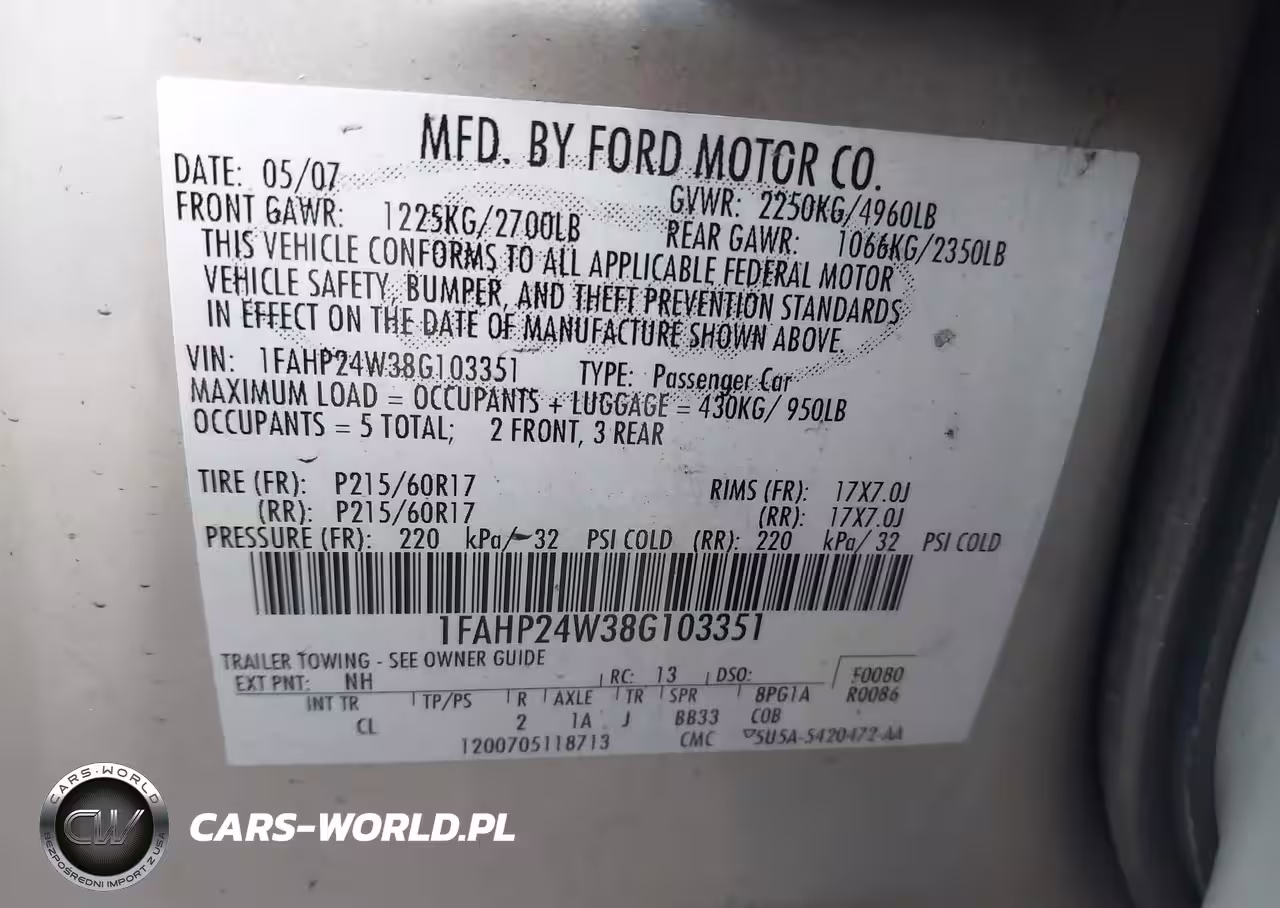 MFD. BY FORD MOTOR CO.
DATE: 05/07 GVWR: 2250KG/4960LB
FRONT GAWR: 1225KG/2700LB REAR GAWR: 1066KG/2350LB
THIS VEHICLE CONFORMS TO ALL APPLICABLE FEDERAL MOTOR
VEHICLE SAFETY, BUMPER, AND THEFT PREVENTION STANDARDS
IN EFFECT ON THE DATE OF MANUFACTURE SHOWN ABOVE.
VIN: 1FAHP24W38G103351 TYPE: Passenger Car
MAXIMUM LOAD = OCCUPANTS + LUGGAGE = 430KG/ 950LB
OCCUPANTS = 5 TOTAL; 2 FRONT, 3 REAR
TIRE (FR): P215/60R17 RIMS (FR): 17X7.0J
(RR): P215/60R17 (RR): 17X7.0J
PRESSURE (FR): 220 kPa/ 32 PSI COLD (RR): 220 kPa/ 32 PSI COLD
1FAHP24W38G103351
TRAILER TOWING - SEE OWNER GUIDE
EXT PNT: NH RC: 13 DSO: F0080
INT TR TP/PS R AXLE TR SPR 8PG1A R0086
CL 2 1A J BB33 COB
1200705118713 CMC 5U5A-5420472-AA
CARS-WORLD
CW
BEZPOŚREDNI IMPORT Z USA
CARS-WORLD.PL